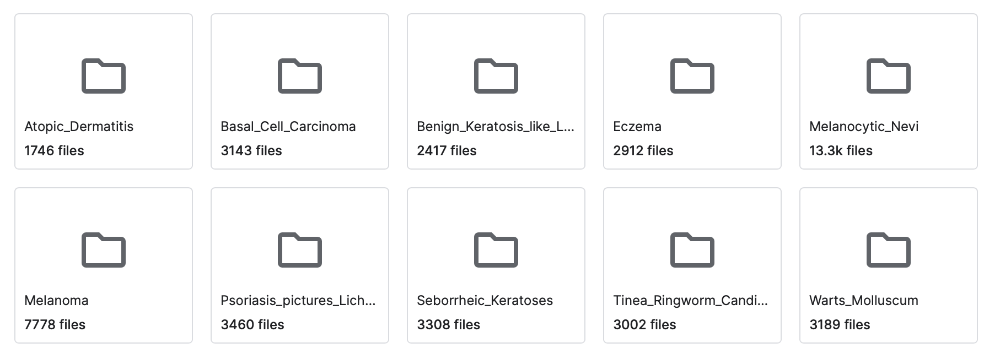 Atopic_Dermatitis
1746 files
Basal_Cell_Carcinoma
3143 files
Benign_Keratosis_like_L...
2417 files
Eczema
2912 files
Melanocytic_Nevi
13.3k files
Melanoma
7778 files
Psoriasis_pictures_Lich...
3460 files
Seborrheic_Keratoses
3308 files
Tinea_Ringworm_Candi...
3002 files
Warts_Molluscum
3189 files